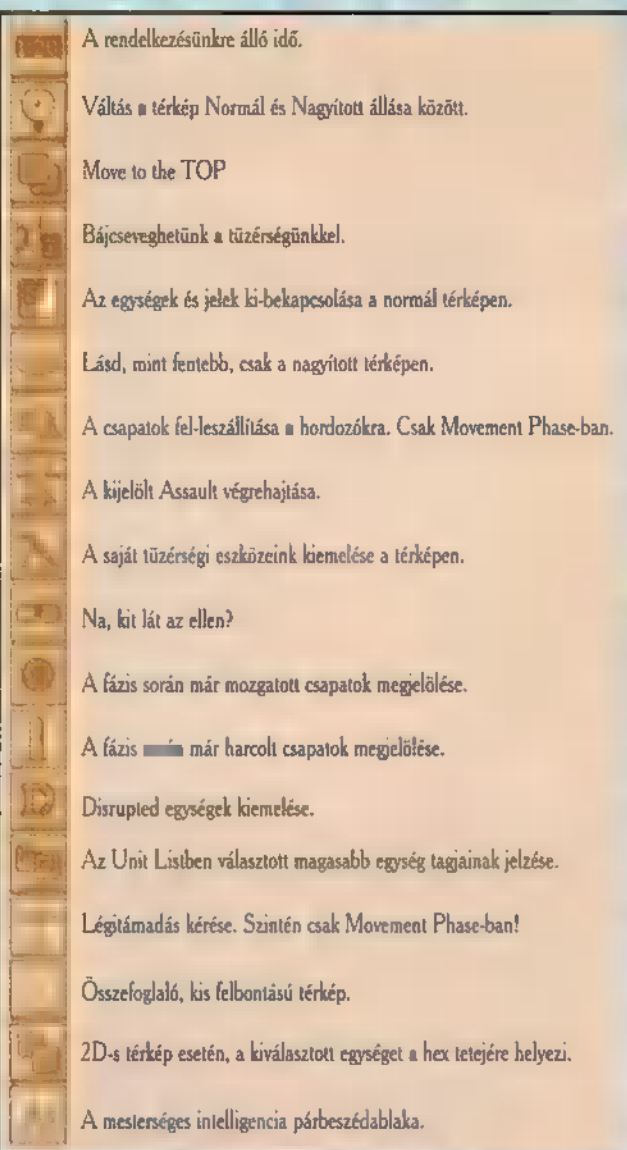 A rendelkezésünkre álló idő.
Váltás a térkép Normál és Nagyított állása között.
Move to the TOP
Bájcseveghetünk a tüzérségünkkel.
Az egységek és jelek ki-bekapcsolása a normál térképen.
Lásd, mint fentebb, csak a nagyított térképen.
A csapatok fel-leszállítása a hordozókra. Csak Movement Phase-ban.
A kijelölt Assault végrehajtása.
A saját tüzérségi eszközeink kiemelése a térképen.
Na, kit lát az ellen?
A fázis során már mozgatott csapatok megjelölése.
A fázis már harcolt csapatok megjelölése.
Disrupted egységek kiemelése.
Az Unit Listben választott magasabb egység tagjainak jelzése.
Légitámadás kérése. Szintén csak Movement Phase-ban!
Összefoglaló, kis felbontású térkép.
2D-s térkép esetén, a kiválasztott egységet a hex tetejére helyezi.
A mesterséges intelligencia párbeszédablaka.